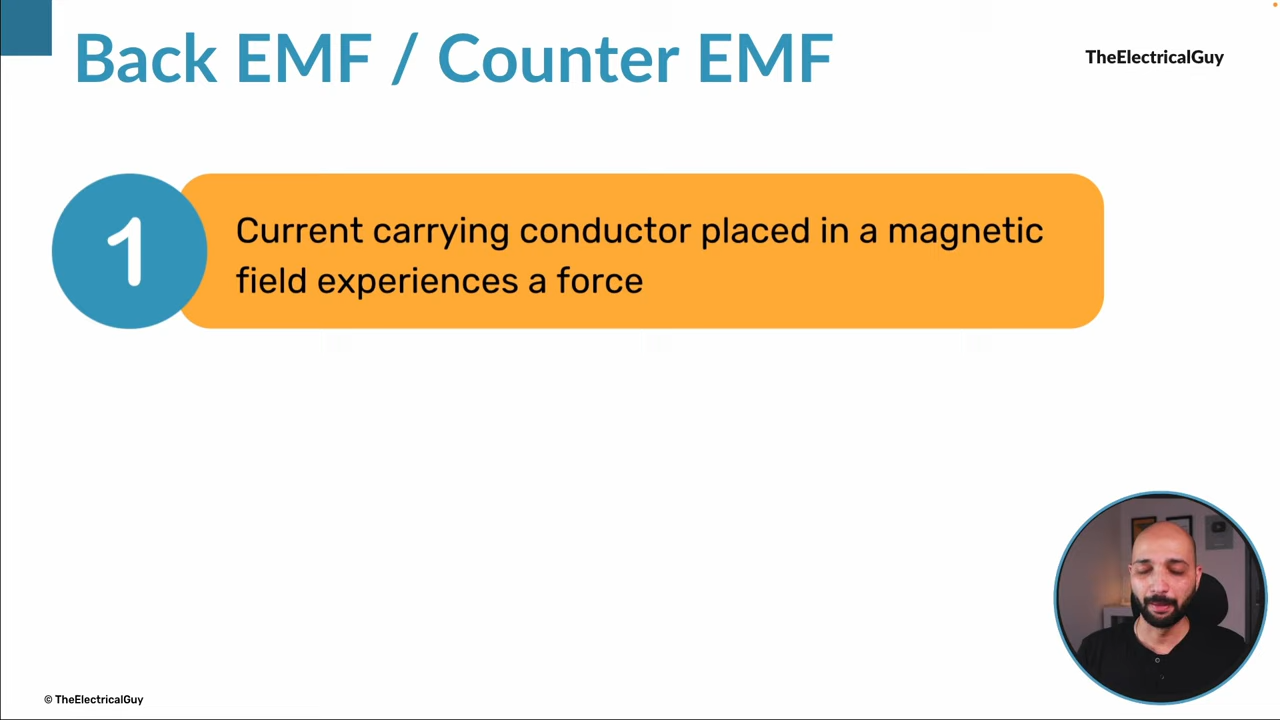 Back EMF / Counter EMF
TheElectricalGuy
1
Current carrying conductor placed in a magnetic
field experiences a force
© TheElectricalGuy